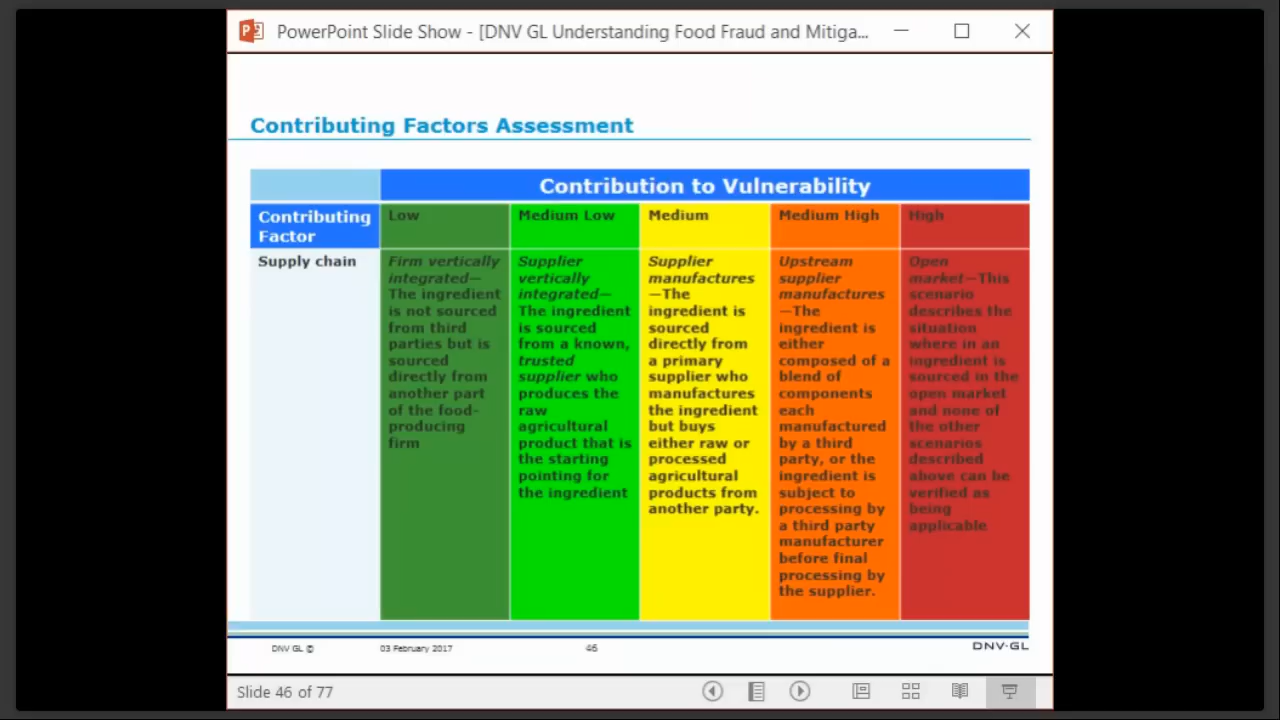 PowerPoint Slide Show - [DNV GL Understanding Food Fraud and Mitiga...
Contributing Factors Assessment
Contribution to Vulnerability
Contributing
Factor
Low
Medium Low
Medium
Medium High
High
Supply chain
Firm vertically
integrated—
The ingredient
is not sourced
from third
parties but is
sourced
directly from
another part
of the food-
producing
firm
Supplier
vertically
integrated—
The ingredient
is sourced
from a known,
trusted
supplier who
produces the
raw
agricultural
product that is
the starting
pointing for
the ingredient
Supplier
manufactures
—The
ingredient is
sourced
directly from
a primary
supplier who
manufactures
the ingredient
but buys
either raw or
processed
agricultural
products from
another party.
Upstream
supplier
manufactures
—The
ingredient is
either
composed of a
blend of
components
each
manufactured
by a third
party, or the
ingredient is
subject to
processing by
a third party
manufacturer
before final
processing by
the supplier.
Open
market—This
scenario
describes the
situation
where in an
ingredient is
sourced in the
open market
and none of
the other
scenarios
described
above can be
verified as
being
applicable
DNV GL ©
03 February 2017
46
DNV·GL
Slide 46 of 77